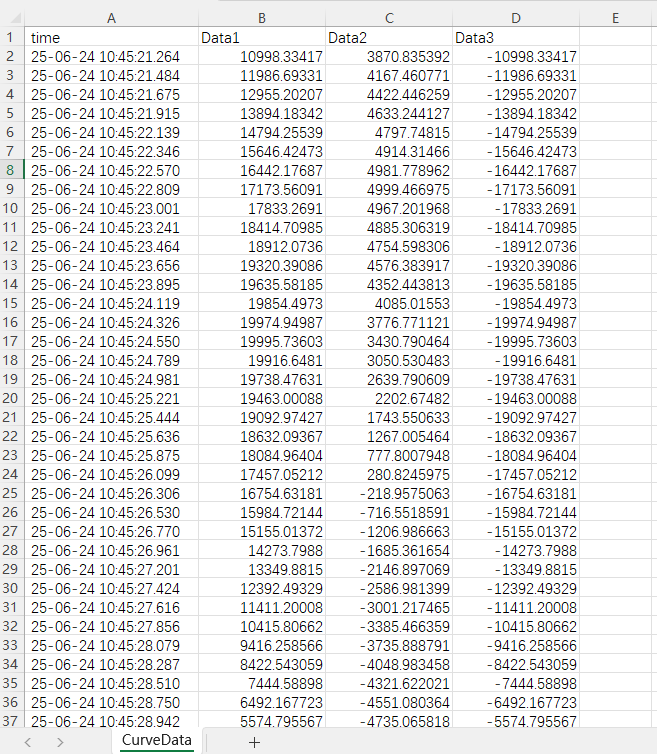 A B C D E
1 time Data1 Data2 Data3
2 25-06-24 10:45:21.264 10998.33417 3870.835392 -10998.33417
3 25-06-24 10:45:21.484 11986.69331 4167.460771 -11986.69331
4 25-06-24 10:45:21.675 12955.20207 4422.446259 -12955.20207
5 25-06-24 10:45:21.915 13894.18342 4633.244127 -13894.18342
6 25-06-24 10:45:22.139 14794.25539 4797.74815 -14794.25539
7 25-06-24 10:45:22.346 15646.42473 4914.31466 -15646.42473
8 25-06-24 10:45:22.570 16442.17687 4981.778962 -16442.17687
9 25-06-24 10:45:22.809 17173.56091 4999.466975 -17173.56091
10 25-06-24 10:45:23.001 17833.2691 4967.201968 -17833.2691
11 25-06-24 10:45:23.241 18414.70985 4885.306319 -18414.70985
12 25-06-24 10:45:23.464 18912.0736 4754.598306 -18912.0736
13 25-06-24 10:45:23.656 19320.39086 4576.383917 -19320.39086
14 25-06-24 10:45:23.895 19635.58185 4352.443813 -19635.58185
15 25-06-24 10:45:24.119 19854.4973 4085.01553 -19854.4973
16 25-06-24 10:45:24.326 19974.94987 3776.771121 -19974.94987
17 25-06-24 10:45:24.550 19995.73603 3430.790464 -19995.73603
18 25-06-24 10:45:24.789 19916.6481 3050.530483 -19916.6481
19 25-06-24 10:45:24.981 19738.47631 2639.790609 -19738.47631
20 25-06-24 10:45:25.221 19463.00088 2202.67482 -19463.00088
21 25-06-24 10:45:25.444 19092.97427 1743.550633 -19092.97427
22 25-06-24 10:45:25.636 18632.09367 1267.005464 -18632.09367
23 25-06-24 10:45:25.875 18084.96404 777.8007948 -18084.96404
24 25-06-24 10:45:26.099 17457.05212 280.8245975 -17457.05212
25 25-06-24 10:45:26.306 16754.63181 -218.9575063 -16754.63181
26 25-06-24 10:45:26.530 15984.72144 -716.5518591 -15984.72144
27 25-06-24 10:45:26.770 15155.01372 -1206.986663 -15155.01372
28 25-06-24 10:45:26.961 14273.7988 -1685.361654 -14273.7988
29 25-06-24 10:45:27.201 13349.8815 -2146.897069 -13349.8815
30 25-06-24 10:45:27.424 12392.49329 -2586.981399 -12392.49329
31 25-06-24 10:45:27.616 11411.20008 -3001.217465 -11411.20008
32 25-06-24 10:45:27.856 10415.80662 -3385.466359 -10415.80662
33 25-06-24 10:45:28.079 9416.258566 -3735.888791 -9416.258566
34 25-06-24 10:45:28.287 8422.543059 -4048.983458 -8422.543059
35 25-06-24 10:45:28.510 7444.58898 -4321.622021 -7444.58898
36 25-06-24 10:45:28.750 6492.167723 -4551.080364 -6492.167723
37 25-06-24 10:45:28.942 5574.795567 -4735.065818 -5574.795567
CurveData